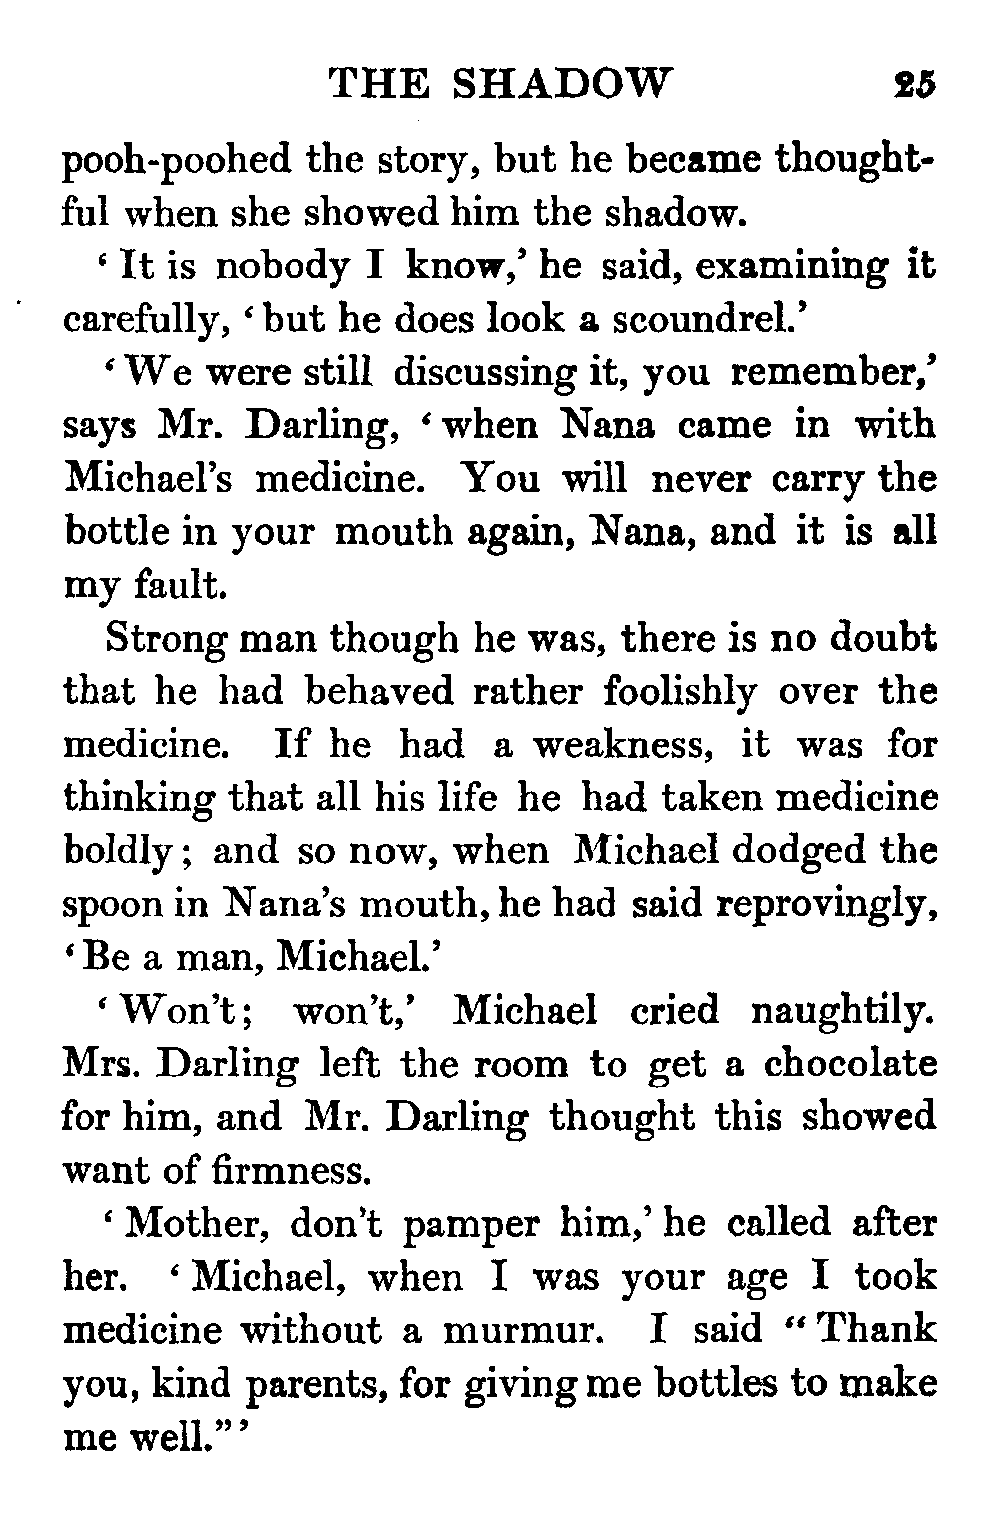 THE SHADOW 25
pooh-poohed the story, but he became thought-
ful when she showed him the shadow.
‘ It is nobody I know,’ he said, examining it
carefully, ‘ but he does look a scoundrel.’
‘ We were still discussing it, you remember,’
says Mr. Darling, ‘ when Nana came in with
Michael’s medicine. You will never carry the
bottle in your mouth again, Nana, and it is all
my fault.
Strong man though he was, there is no doubt
that he had behaved rather foolishly over the
medicine. If he had a weakness, it was for
thinking that all his life he had taken medicine
boldly ; and so now, when Michael dodged the
spoon in Nana’s mouth, he had said reprovingly,
‘ Be a man, Michael.’
‘ Won’t ; won’t,’ Michael cried naughtily.
Mrs. Darling left the room to get a chocolate
for him, and Mr. Darling thought this showed
want of firmness.
‘ Mother, don’t pamper him,’ he called after
her. ‘ Michael, when I was your age I took
medicine without a murmur. I said “ Thank
you, kind parents, for giving me bottles to make
me well.” ’